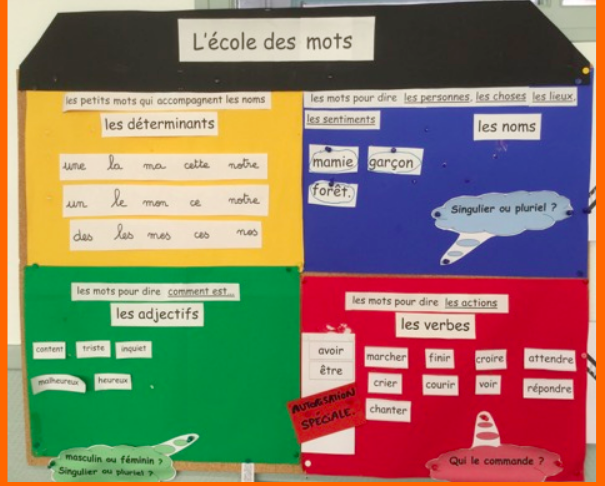 L'école des mots
les petits mots qui accompagnent les noms
les déterminants
une la ma cette notre
un le mon ce notre
des les mes ces nos
les mots pour dire les personnes, les choses les lieux,
les sentiments
les noms
mamie garçon
forêt.
Singulier ou pluriel ?
les mots pour dire comment est...
les adjectifs
content triste inquiet
malheureux heureux
masculin ou féminin ?
Singulier ou pluriel ?
les mots pour dire les actions
les verbes
avoir
être
AUTORISATION
SPÉCIALE.
marcher finir croire attendre
crier courir voir répondre
chanter
Qui le commande ?